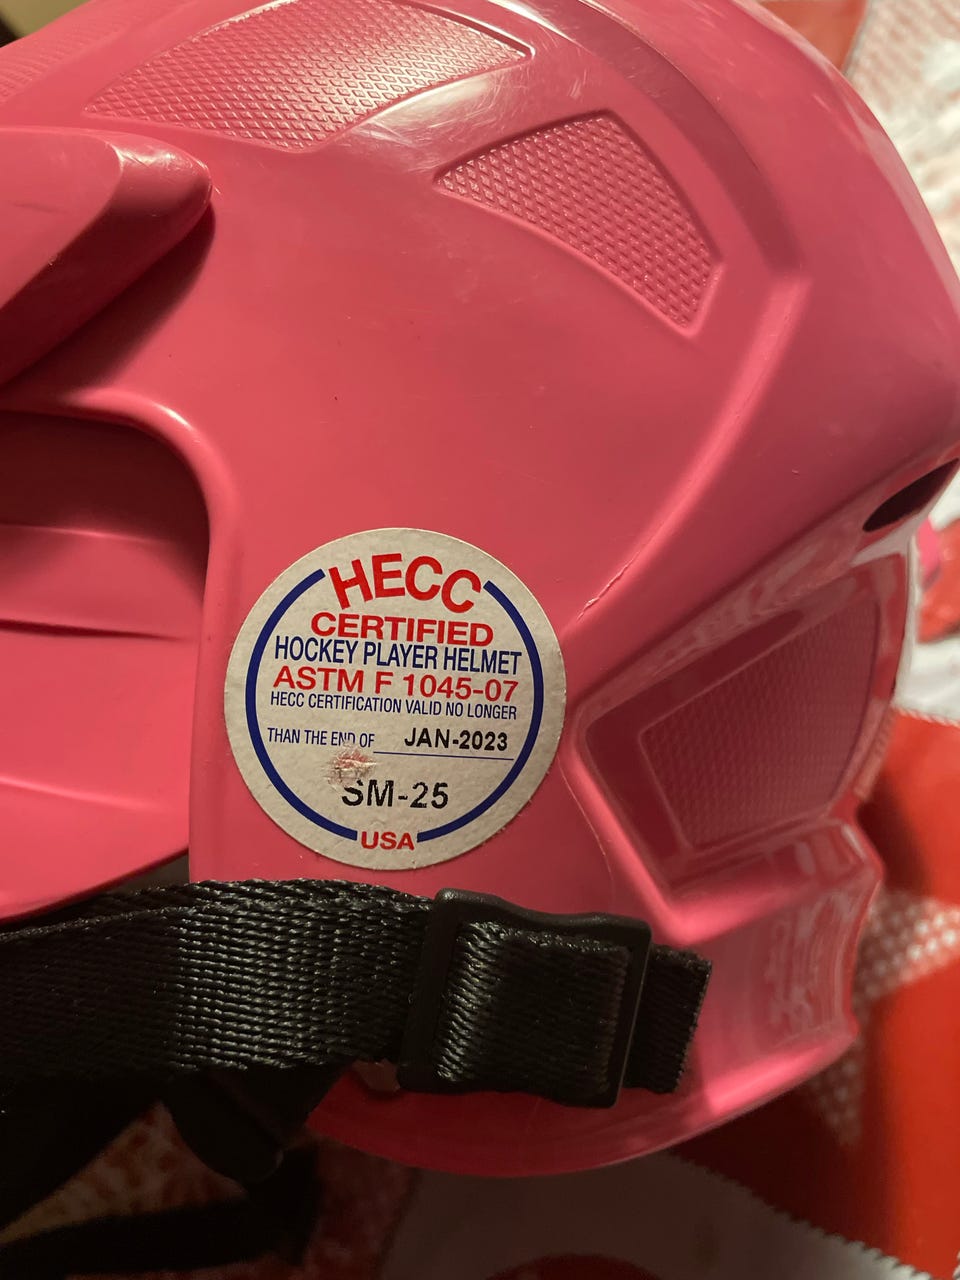 HECC
CERTIFIED
HOCKEY PLAYER HELMET
ASTM F 1045-07
HECC CERTIFICATION VALID NO LONGER
THAN THE END OF JAN-2023
SM-25
USA